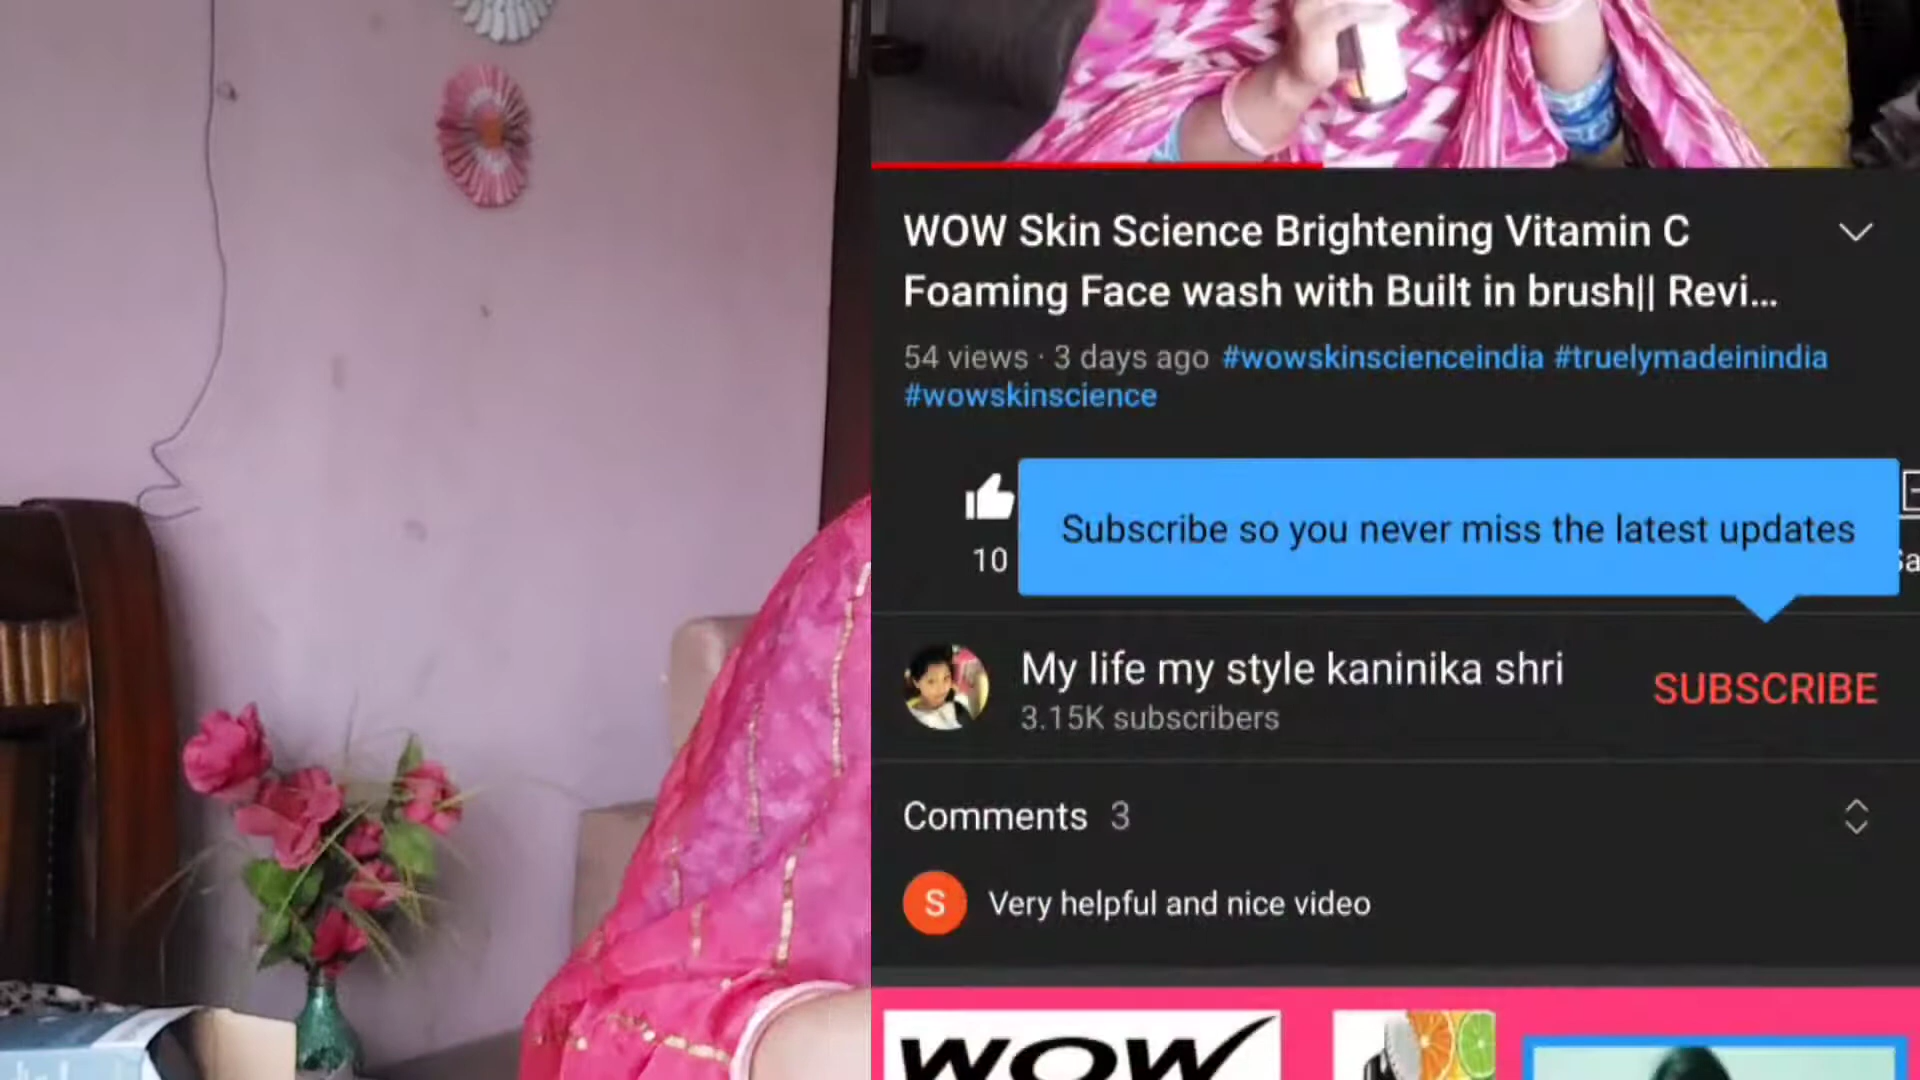 WOW Skin Science Brightening Vitamin C
Foaming Face wash with Built in brush|| Revi...
54 views · 3 days ago #wowskinscienceindia #truelymadeinindia
#wowskinscience
Subscribe so you never miss the latest updates
10
My life my style kaninika shri
3.15K subscribers
SUBSCRIBE
Comments 3
S
Very helpful and nice video
WOW